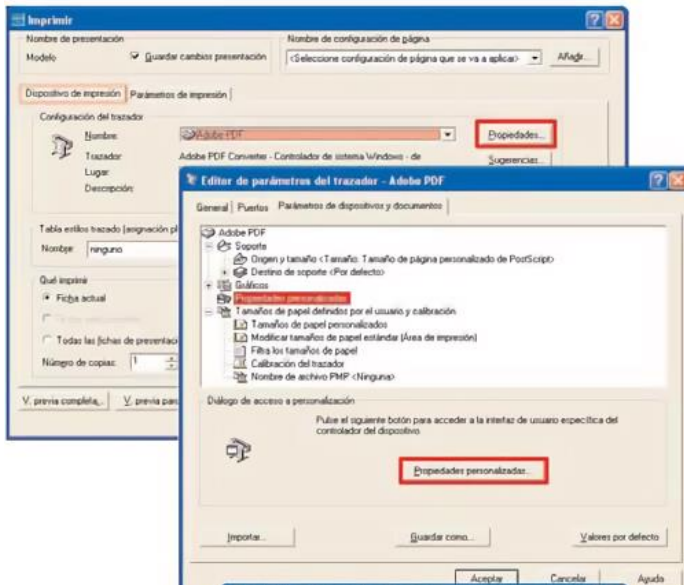 Imprimir
Nombre de presentación
Nombre de configuración de página
Modelo
Guardar cambios presentación
<Seleccione configuración de página que se va a aplicar>
Añadir...
Dispositivo de impresión
Parámetros de impresión
Configuración del trazador
Nombre:
Adobe PDF
Propiedades...
Trazador
Adobe PDF Converter - Controlador de sistema Windows - de
Sugerencias...
Lugar:
Descripción:
Tabla estilos trazado (asignación pl
Nombre:
ninguno
Qué imprimir
Ficha actual
Todas las fichas de presentac
Número de copias:
1
V. previa completa...
V. previa parc
Editor de parámetros del trazador - Adobe PDF
General
Puertos
Parámetros de dispositivos y documentos
Adobe PDF
Soporte
Origen y tamaño <Tamaño: Tamaño de página personalizado de PostScript>
Destino de soporte <Por defecto>
Gráficos
Propiedades personalizadas
Tamaños de papel definidos por el usuario y calibración
Tamaños de papel personalizados
Modificar tamaños de papel estándar (Área de impresión)
Filtra los tamaños de papel
Calibración del trazador
Nombre de archivo PMP <Ninguna>
Diálogo de acceso a personalización
Pulse el siguiente botón para acceder a la interfaz de usuario específica del
controlador del dispositivo.
Propiedades personalizadas...
Importar...
Guardar como...
Valores por defecto
Aceptar
Cancelar
Ayuda